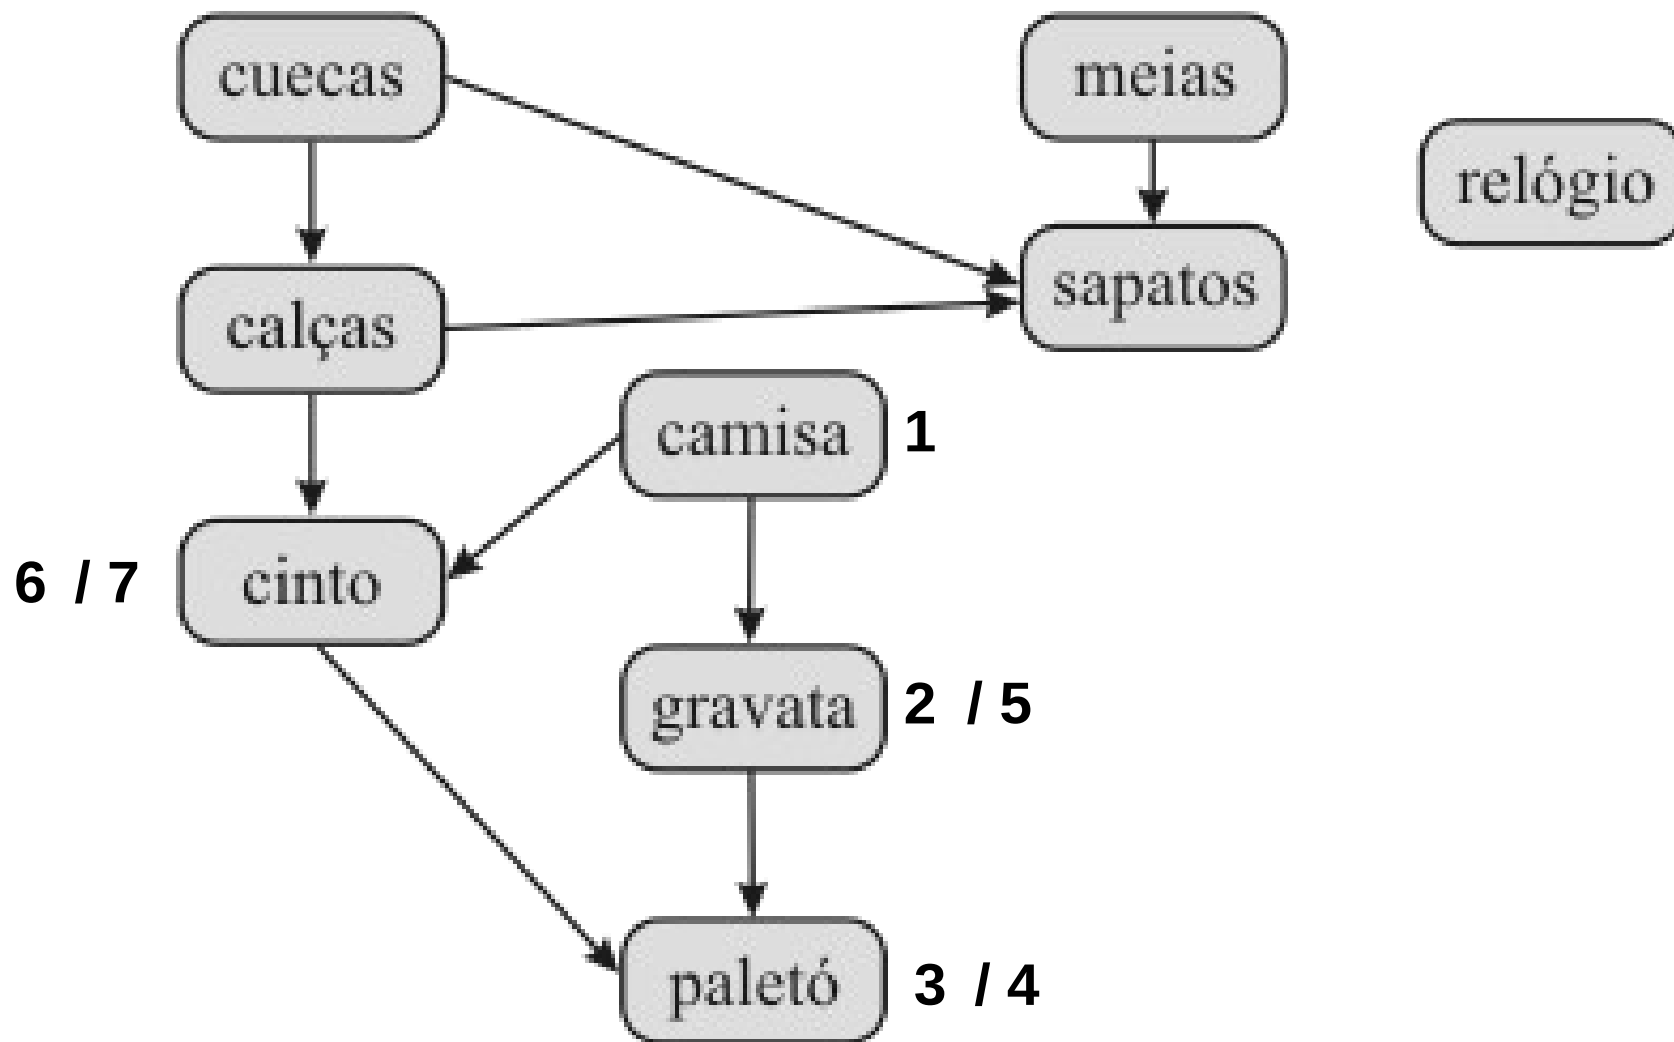 cuecas
meias
relógio
sapatos
calças
camisa 1
6 / 7 cinto
gravata 2 / 5
paletó 3 / 4